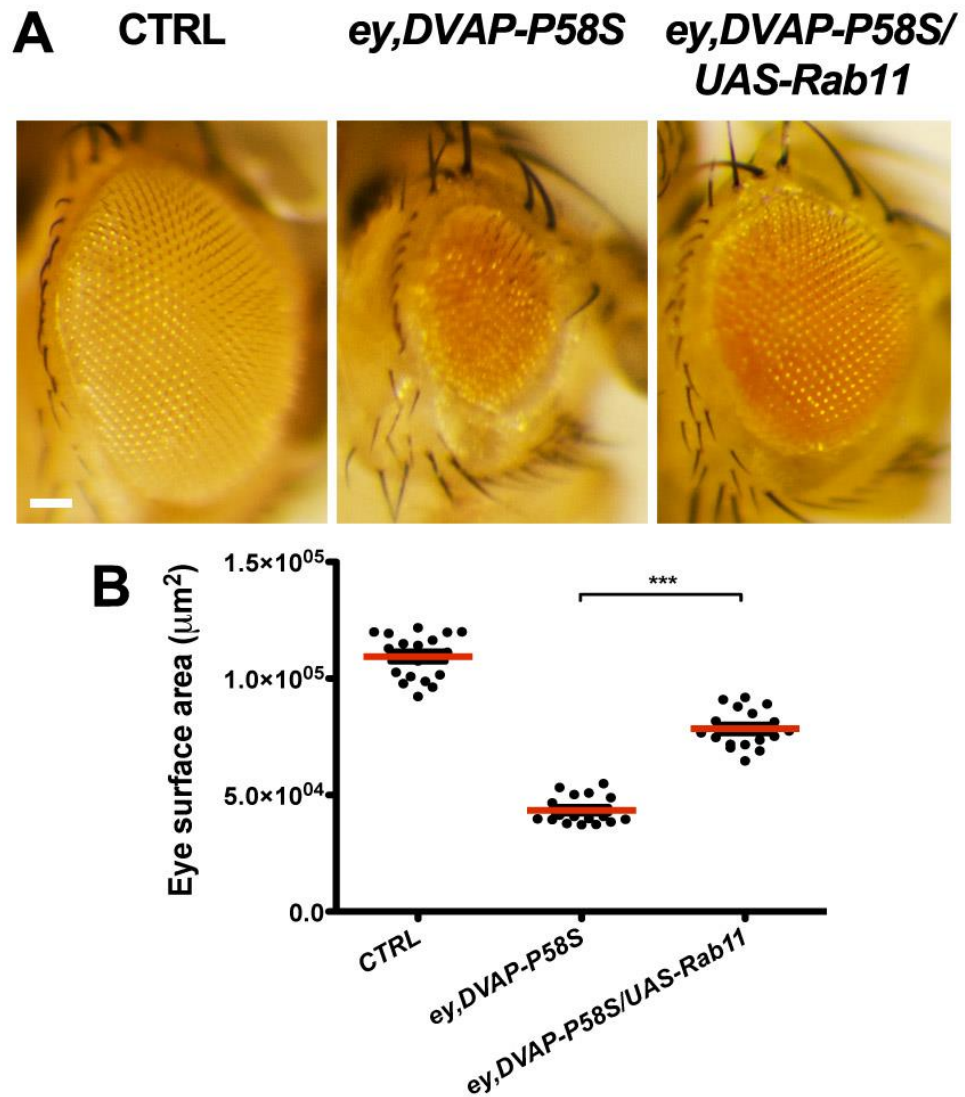 A
CTRL
ey,DVAP-P58S
ey,DVAP-P58S/
UAS-Rab11
B
Eye surface area (μm²)
1.5×10⁰⁵
1.0×10⁰⁵
5.0×10⁰⁴
0.0
***
CTRL
ey,DVAP-P58S
ey,DVAP-P58S/UAS-Rab11